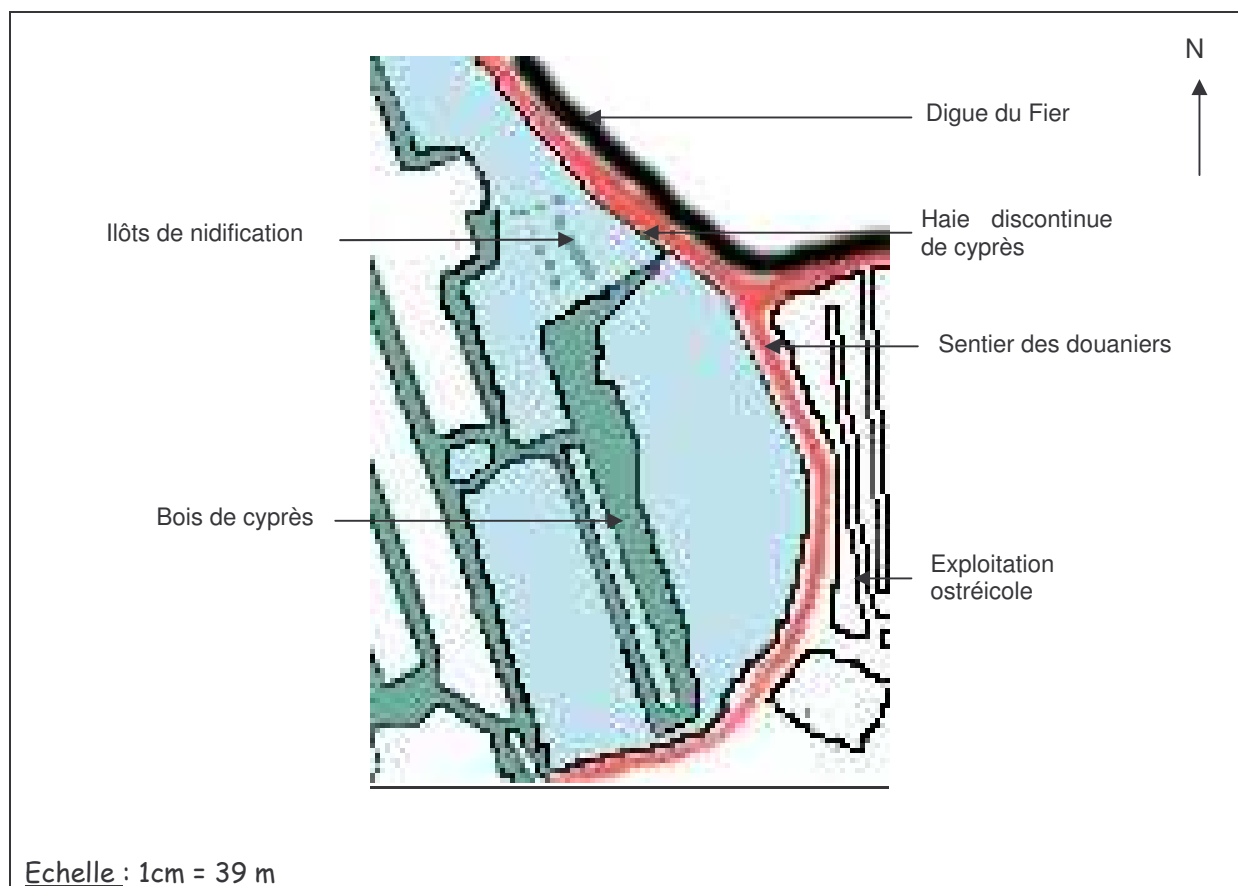 N
Digue du Fier
Haie discontinue
de cyprès
Ilôts de nidification
Sentier des douaniers
Bois de cyprès
Exploitation
ostréicole
Echelle : 1cm = 39 m